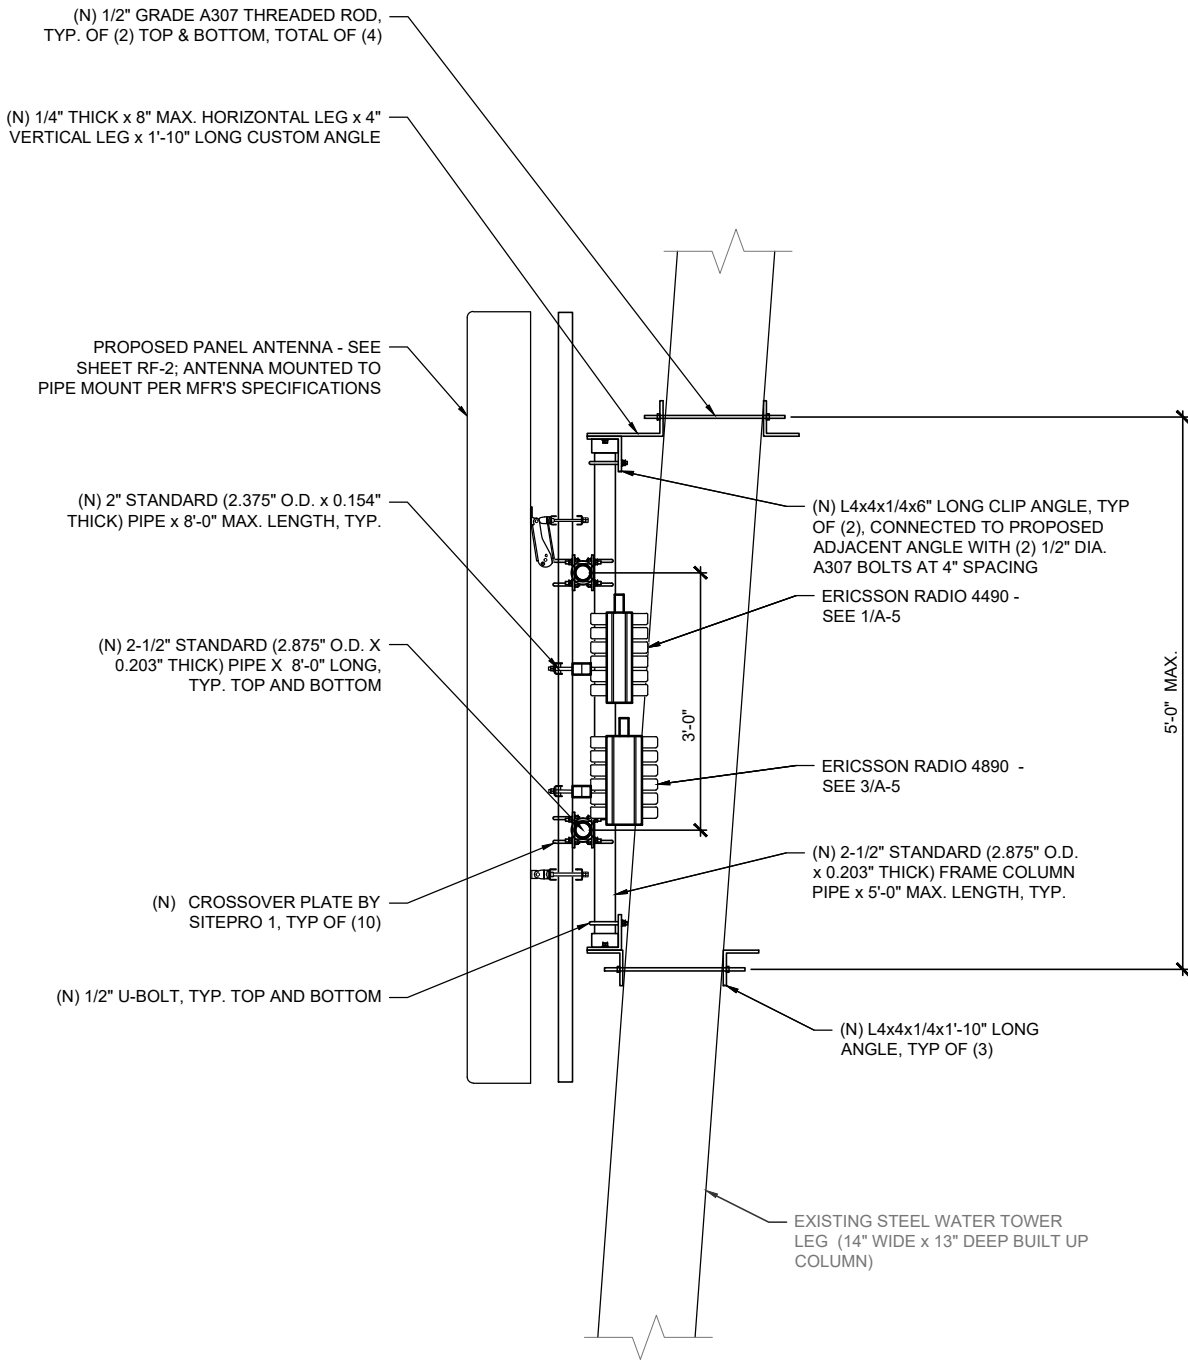 (N) 1/2" GRADE A307 THREADED ROD,
TYP. OF (2) TOP & BOTTOM, TOTAL OF (4)
(N) 1/4" THICK x 8" MAX. HORIZONTAL LEG x 4"
VERTICAL LEG x 1'-10" LONG CUSTOM ANGLE
PROPOSED PANEL ANTENNA - SEE
SHEET RF-2; ANTENNA MOUNTED TO
PIPE MOUNT PER MFR'S SPECIFICATIONS
(N) 2" STANDARD (2.375" O.D. x 0.154"
THICK) PIPE x 8'-0" MAX. LENGTH, TYP.
(N) 2-1/2" STANDARD (2.875" O.D. X
0.203" THICK) PIPE X 8'-0" LONG,
TYP. TOP AND BOTTOM
(N) CROSSOVER PLATE BY
SITEPRO 1, TYP OF (10)
(N) 1/2" U-BOLT, TYP. TOP AND BOTTOM
(N) L4x4x1/4x6" LONG CLIP ANGLE, TYP
OF (2), CONNECTED TO PROPOSED
ADJACENT ANGLE WITH (2) 1/2" DIA.
A307 BOLTS AT 4" SPACING
ERICSSON RADIO 4490 -
SEE 1/A-5
3'-0"
5'-0" MAX.
ERICSSON RADIO 4890 -
SEE 3/A-5
(N) 2-1/2" STANDARD (2.875" O.D.
x 0.203" THICK) FRAME COLUMN
PIPE x 5'-0" MAX. LENGTH, TYP.
(N) L4x4x1/4x1'-10" LONG
ANGLE, TYP OF (3)
EXISTING STEEL WATER TOWER
LEG (14" WIDE x 13" DEEP BUILT UP
COLUMN)